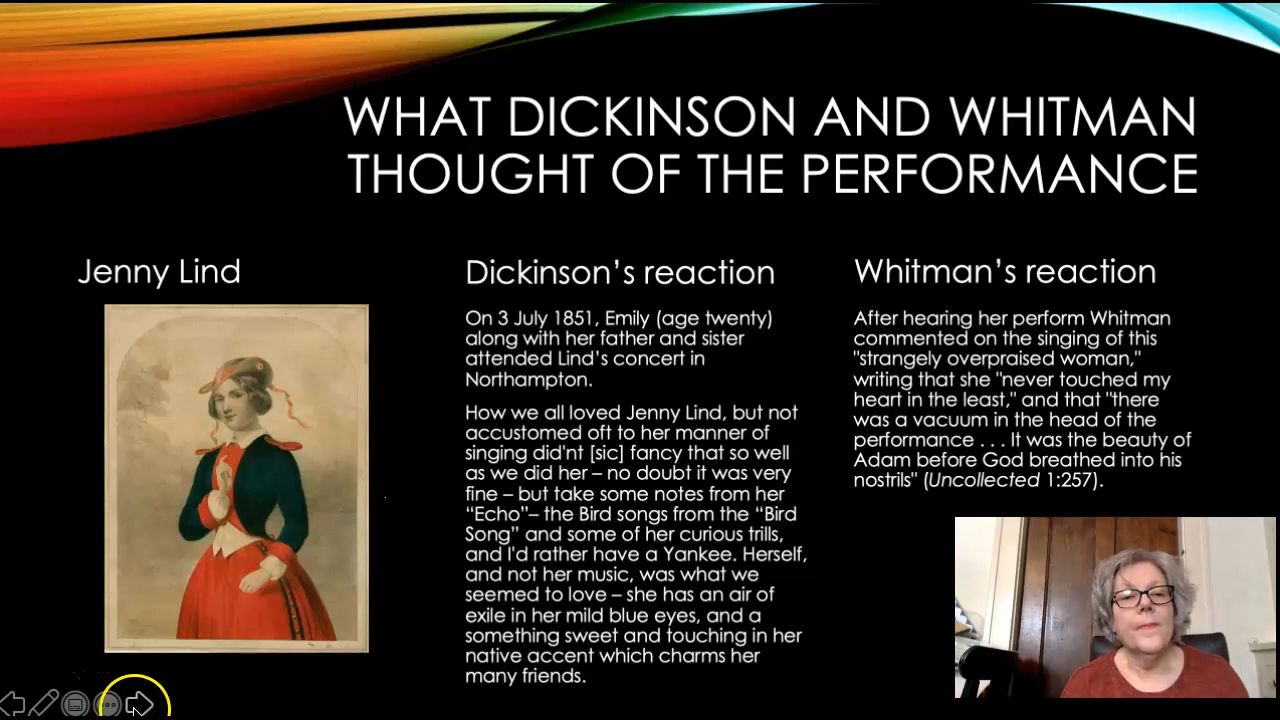 WHAT DICKINSON AND WHITMAN
THOUGHT OF THE PERFORMANCE
Jenny Lind
Dickinson’s reaction
On 3 July 1851, Emily (age twenty)
along with her father and sister
attended Lind’s concert in
Northampton.
How we all loved Jenny Lind, but not
accustomed oft to her manner of
singing did'nt [sic] fancy that so well
as we did her – no doubt it was very
fine – but take some notes from her
“Echo”– the Bird songs from the “Bird
Song” and some of her curious trills,
and I'd rather have a Yankee. Herself,
and not her music, was what we
seemed to love – she has an air of
exile in her mild blue eyes, and a
something sweet and touching in her
native accent which charms her
many friends.
Whitman’s reaction
After hearing her perform Whitman
commented on the singing of this
"strangely overpraised woman,"
writing that she "never touched my
heart in the least," and that "there
was a vacuum in the head of the
performance . . . It was the beauty of
Adam before God breathed into his
nostrils" (Uncollected 1:257).